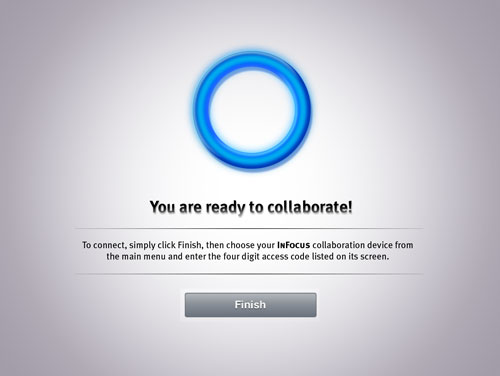 You are ready to collaborate!
To connect, simply click Finish, then choose your INFOCUS collaboration device from
the main menu and enter the four digit access code listed on its screen.
Finish